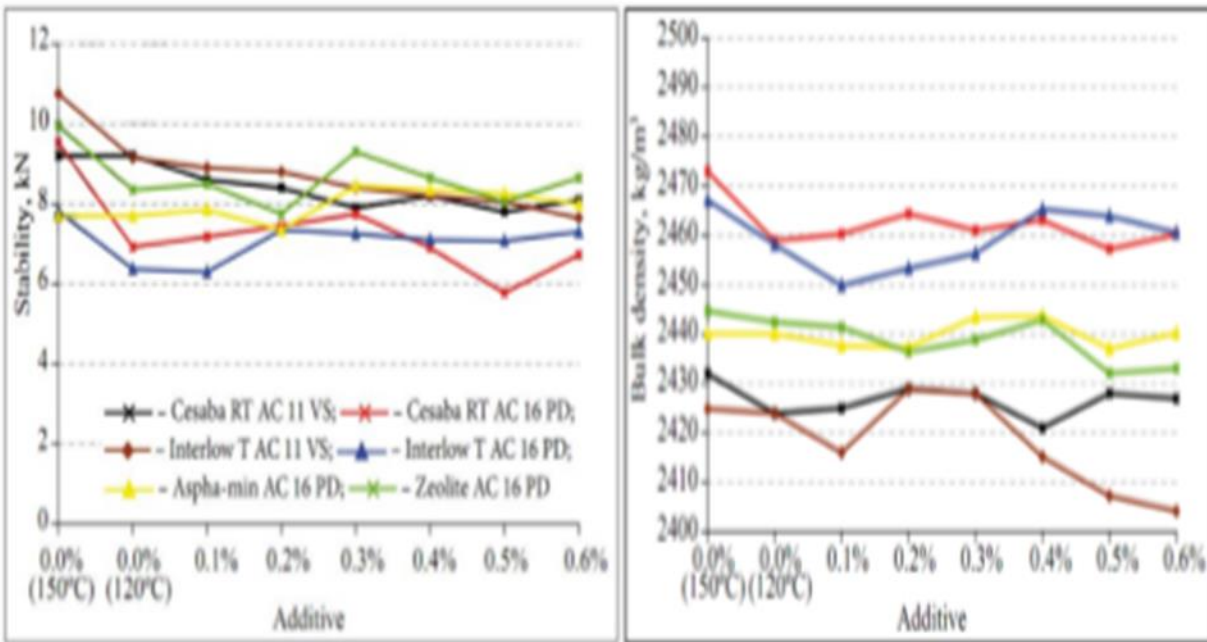 12
10
8
6
4
2
0
Stability, kN
– Cesaba RT AC 11 VS; – Cesaba RT AC 16 PD;
– Interlow T AC 11 VS; – Interlow T AC 16 PD;
– Aspha-min AC 16 PD; – Zeolite AC 16 PD
0.0% 0.0% 0.1% 0.2% 0.3% 0.4% 0.5% 0.6%
(150ºC) (120ºC)
Additive
2500
2490
2480
2470
2460
2450
2440
2430
2420
2410
2400
Bulk density, kg/m³
0.0% 0.0% 0.1% 0.2% 0.3% 0.4% 0.5% 0.6%
(150ºC) (120ºC)
Additive